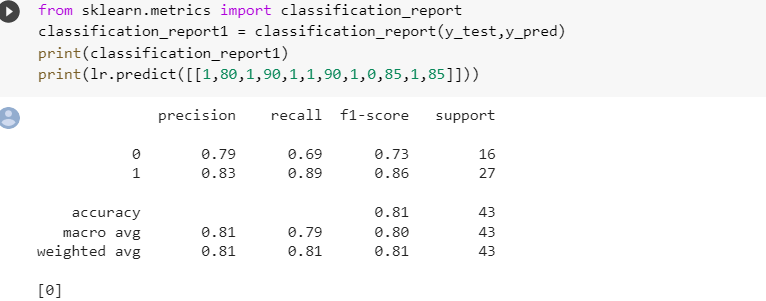 from sklearn.metrics import classification_report
classification_report1 = classification_report(y_test,y_pred)
print(classification_report1)
print(lr.predict([[1,80,1,90,1,1,90,1,0,85,1,85]]))
precision recall f1-score support
0 0.79 0.69 0.73 16
1 0.83 0.89 0.86 27
accuracy 0.81 43
macro avg 0.81 0.79 0.80 43
weighted avg 0.81 0.81 0.81 43
[0]